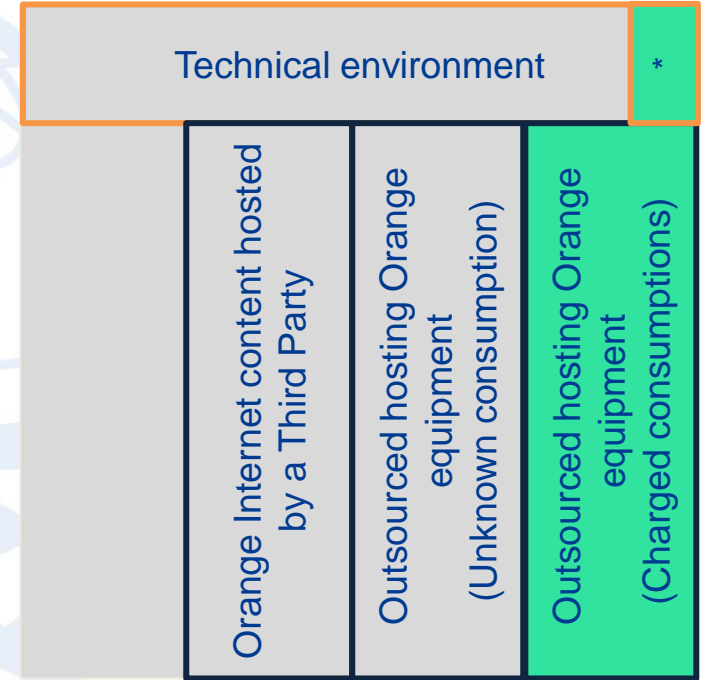 Technical environment
*
Orange Internet content hosted
by a Third Party
Outsourced hosting Orange
equipment
(Unknown consumption)
Outsourced hosting Orange
equipment
(Charged consumptions)